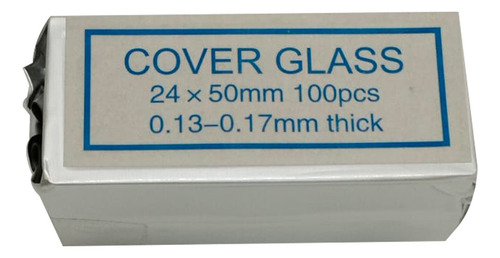 COVER GLASS
24 × 50mm 100pcs
0.13–0.17mm thick